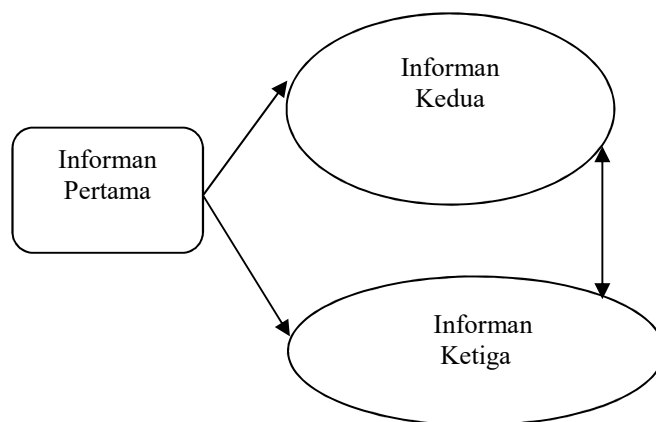 Informan
Kedua
Informan
Pertama
Informan
Ketiga